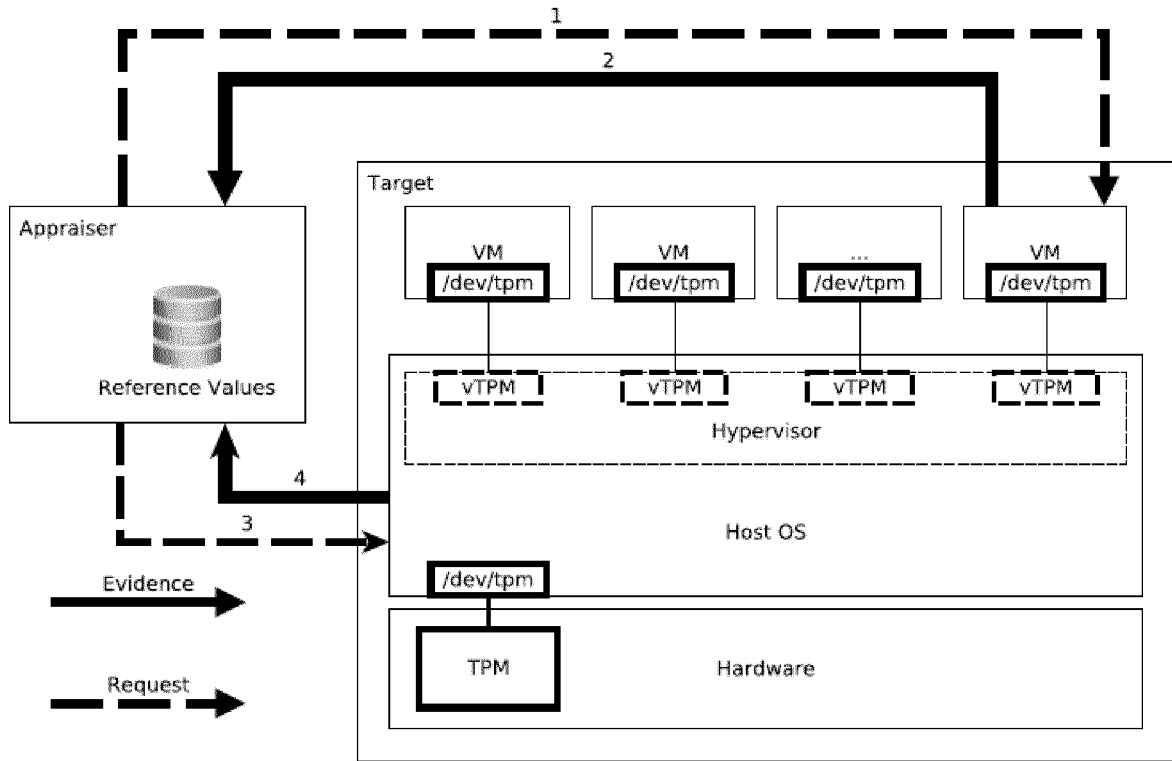 1
2
Target
Appraiser
VM
VM
...
VM
/dev/tpm
/dev/tpm
/dev/tpm
/dev/tpm
Reference Values
vTPM
vTPM
vTPM
vTPM
Hypervisor
4
3
Host OS
Evidence
/dev/tpm
TPM
Hardware
Request